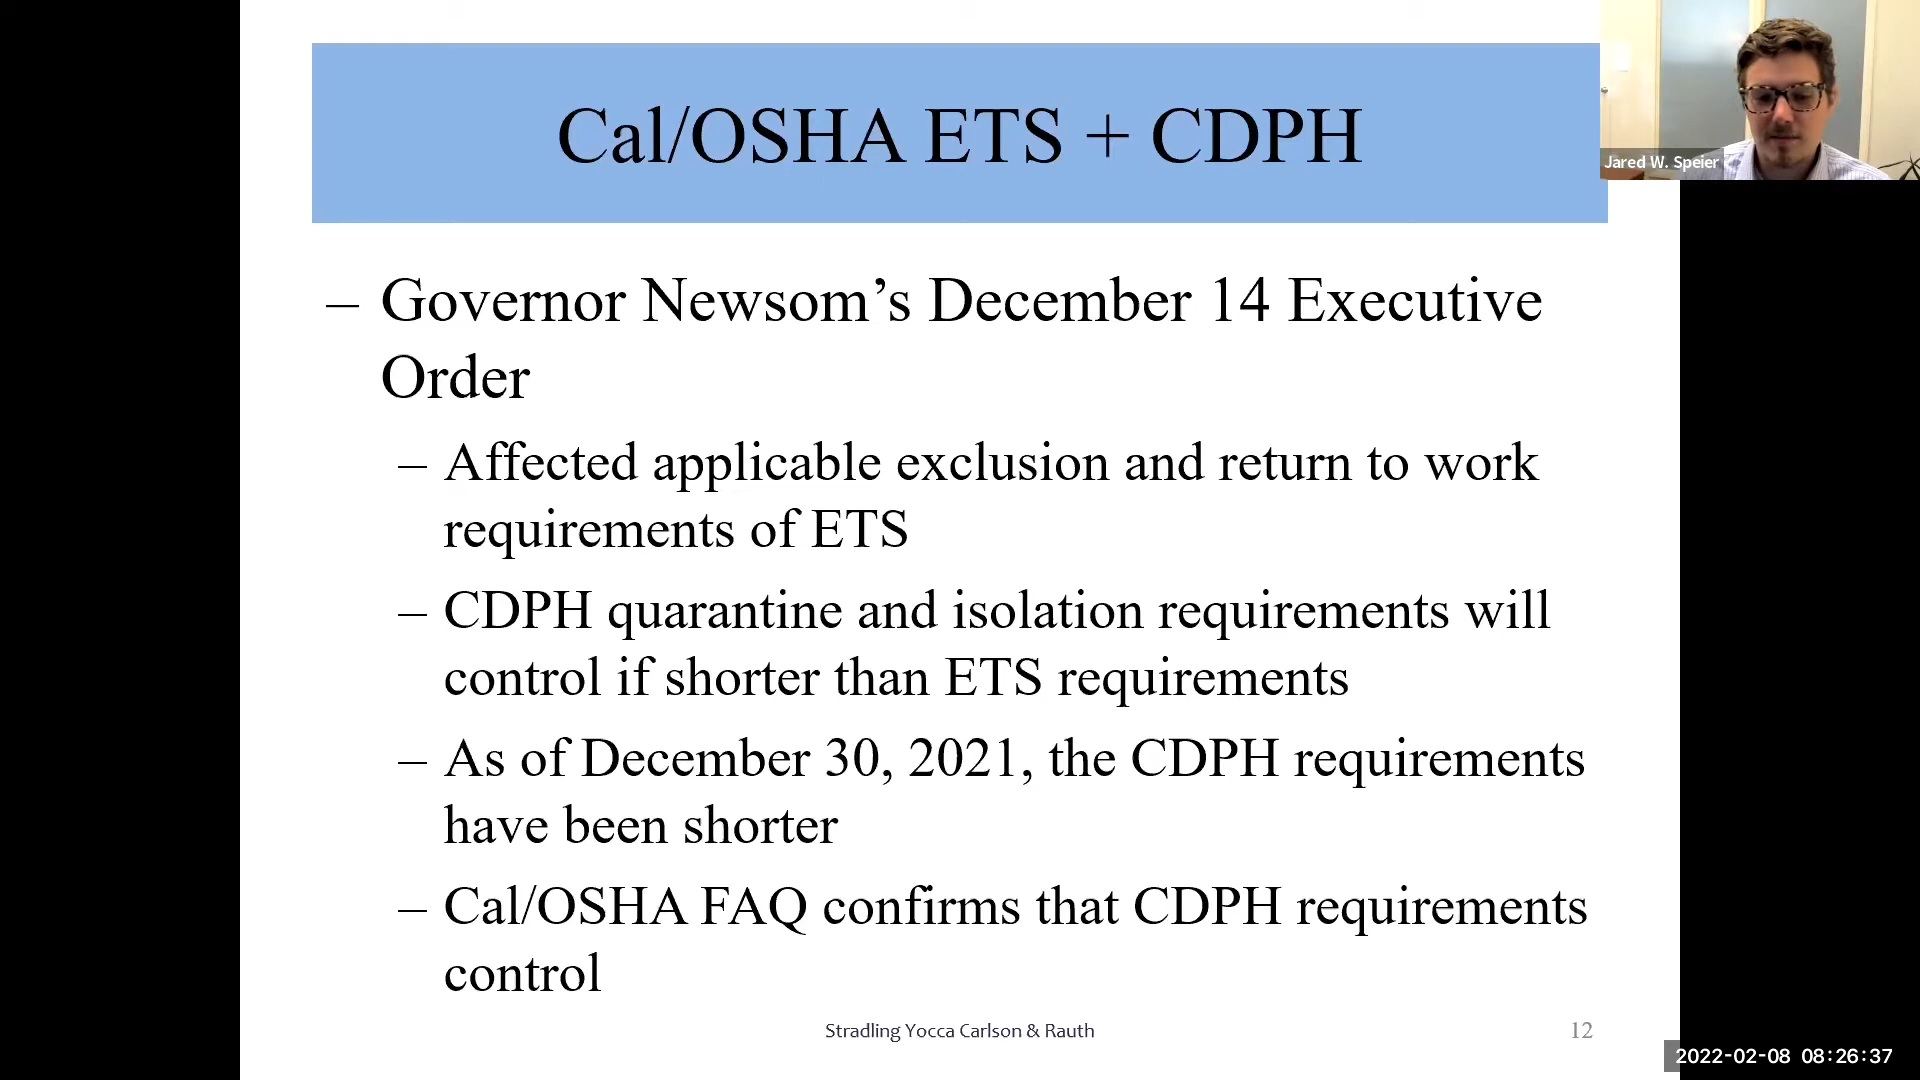 Cal/OSHA ETS + CDPH
Jared W. Speier
– Governor Newsom’s December 14 Executive
Order
– Affected applicable exclusion and return to work
requirements of ETS
– CDPH quarantine and isolation requirements will
control if shorter than ETS requirements
– As of December 30, 2021, the CDPH requirements
have been shorter
– Cal/OSHA FAQ confirms that CDPH requirements
control
Stradling Yocca Carlson & Rauth
12
2022-02-08 08:26:37